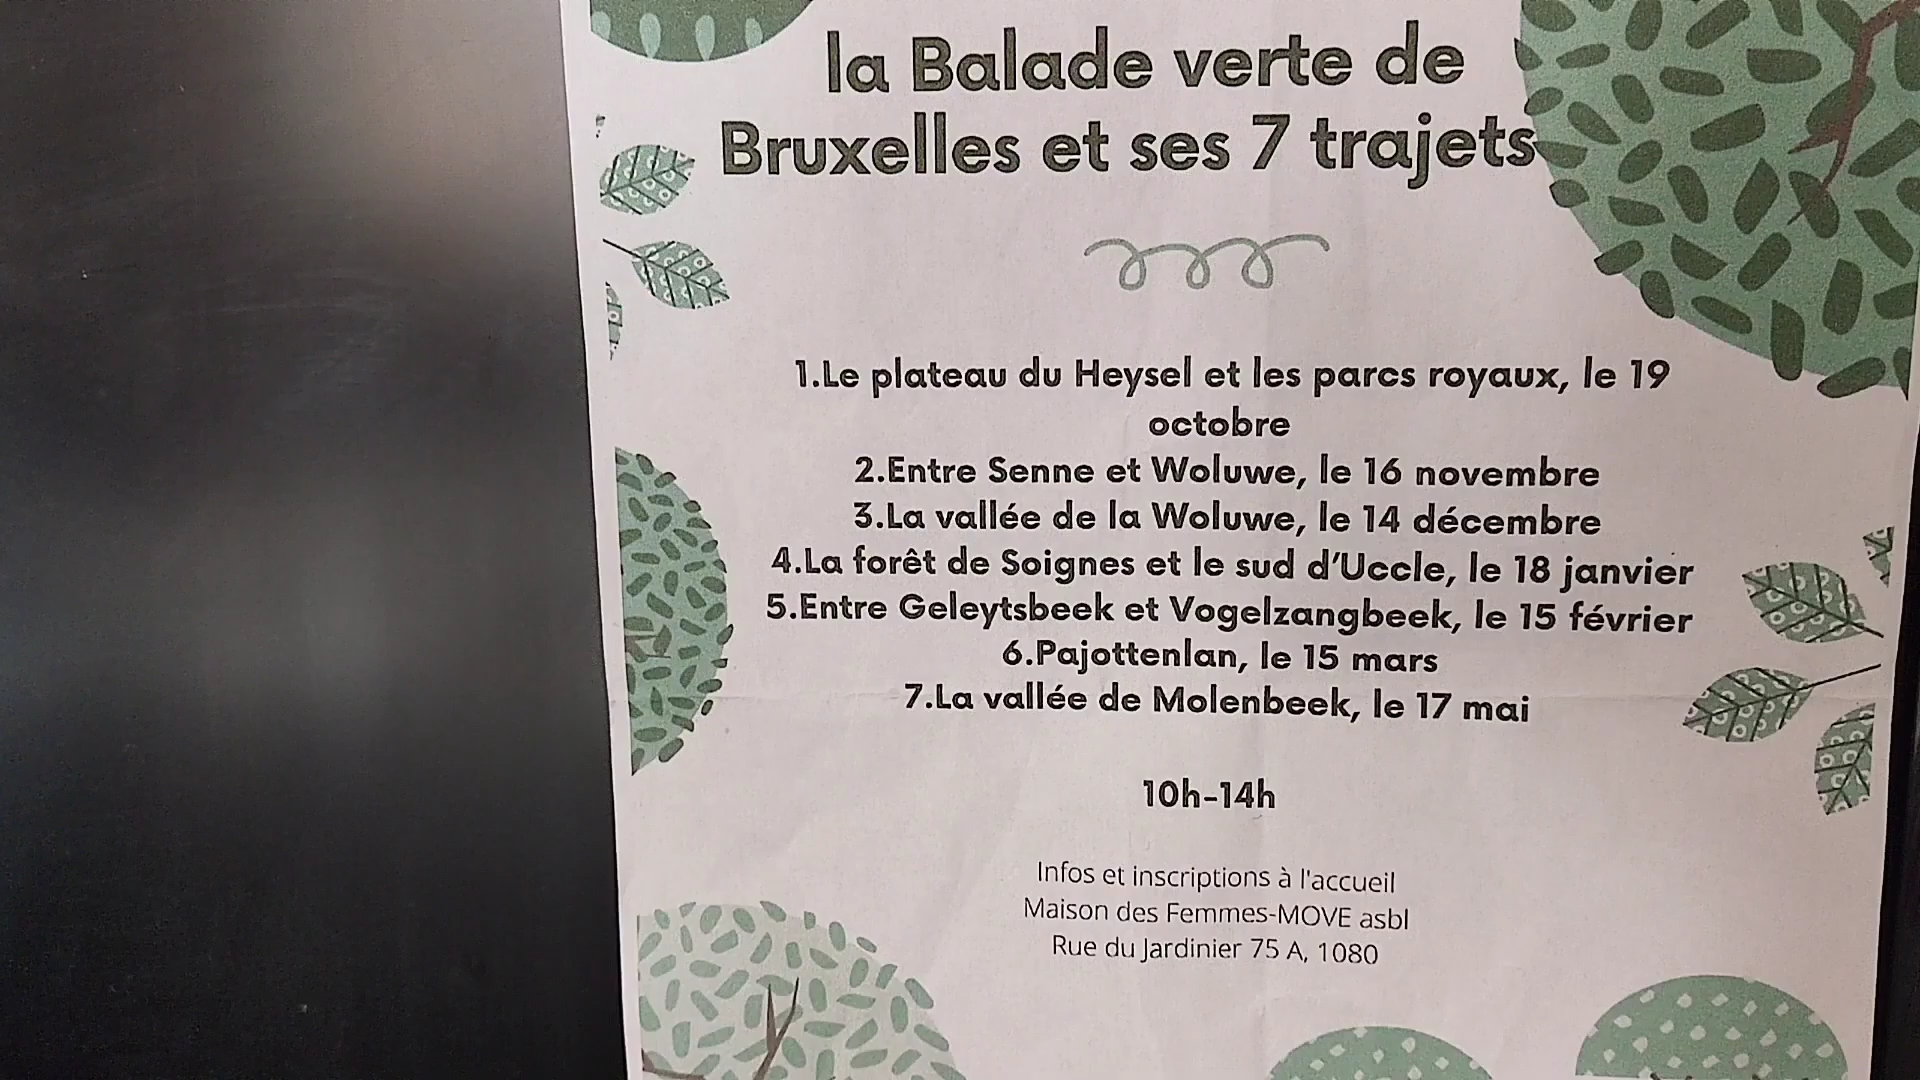 la Balade verte de
Bruxelles et ses 7 trajets
1.Le plateau du Heysel et les parcs royaux, le 19
octobre
2.Entre Senne et Woluwe, le 16 novembre
3.La vallée de la Woluwe, le 14 décembre
4.La forêt de Soignes et le sud d'Uccle, le 18 janvier
5.Entre Geleytsbeek et Vogelzangbeek, le 15 février
6.Pajottenlan, le 15 mars
7.La vallée de Molenbeek, le 17 mai
10h-14h
Infos et inscriptions à l'accueil
Maison des Femmes-MOVE asbl
Rue du Jardinier 75 A, 1080